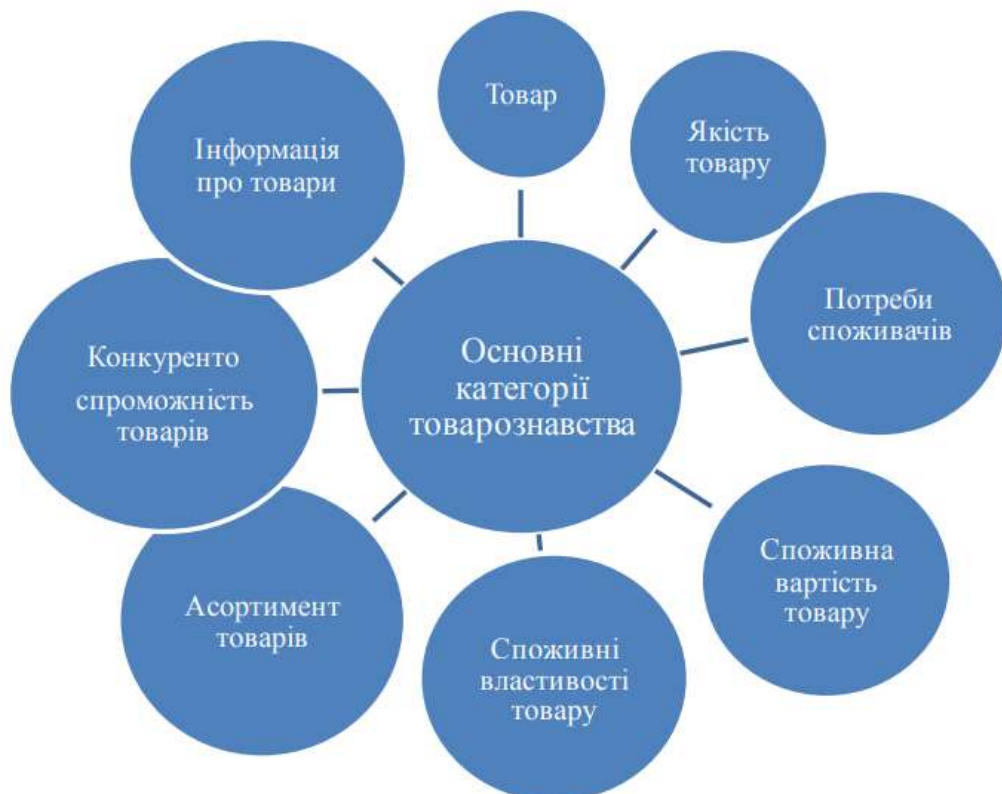 Товар
Якість
товару
Потреби
споживачів
Споживна
вартість
товару
Споживні
властивості
товару
Асортимент
товарів
Конкуренто
спроможність
товарів
Інформація
про товари
Основні
категорії
товарознавства